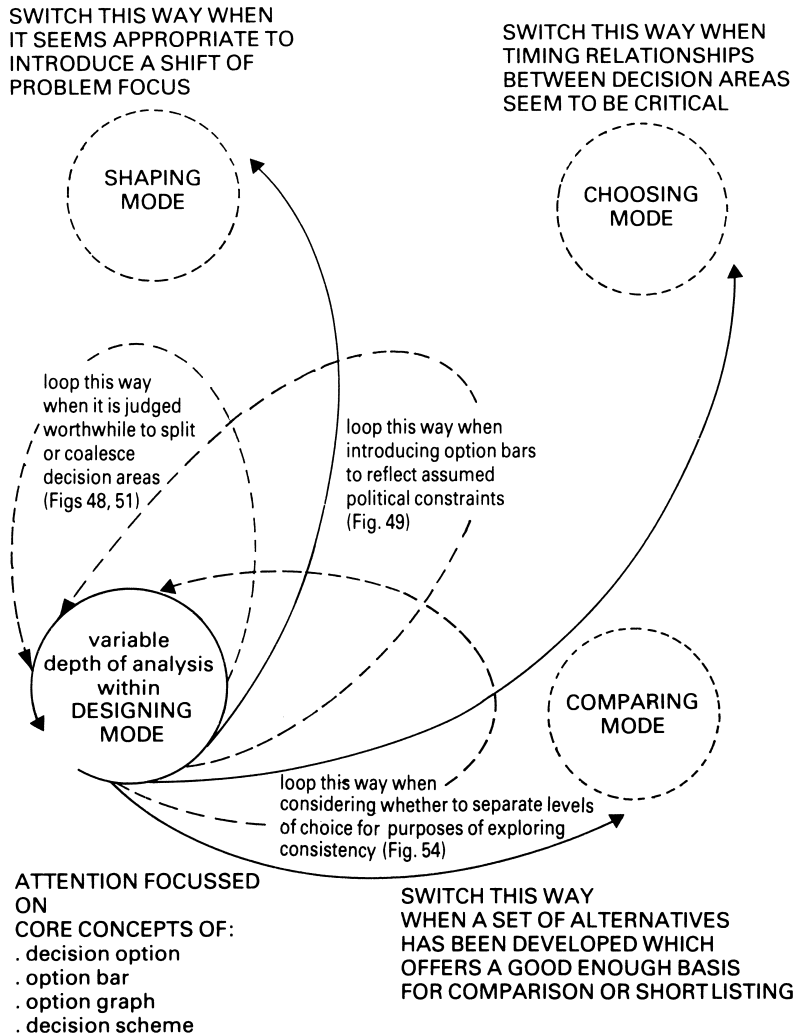 SWITCH THIS WAY WHEN
IT SEEMS APPROPRIATE TO
INTRODUCE A SHIFT OF
PROBLEM FOCUS
SWITCH THIS WAY WHEN
TIMING RELATIONSHIPS
BETWEEN DECISION AREAS
SEEM TO BE CRITICAL
SHAPING
MODE
CHOOSING
MODE
loop this way
when it is judged
worthwhile to split
or coalesce
decision areas
(Figs 48, 51)
loop this way when
introducing option bars
to reflect assumed
political constraints
(Fig. 49)
variable
depth of analysis
within
DESIGNING
MODE
COMPARING
MODE
loop this way when
considering whether to separate levels
of choice for purposes of exploring
consistency (Fig. 54)
ATTENTION FOCUSSED
ON
CORE CONCEPTS OF:
. decision option
. option bar
. option graph
. decision scheme
SWITCH THIS WAY
WHEN A SET OF ALTERNATIVES
HAS BEEN DEVELOPED WHICH
OFFERS A GOOD ENOUGH BASIS
FOR COMPARISON OR SHORTLISTING